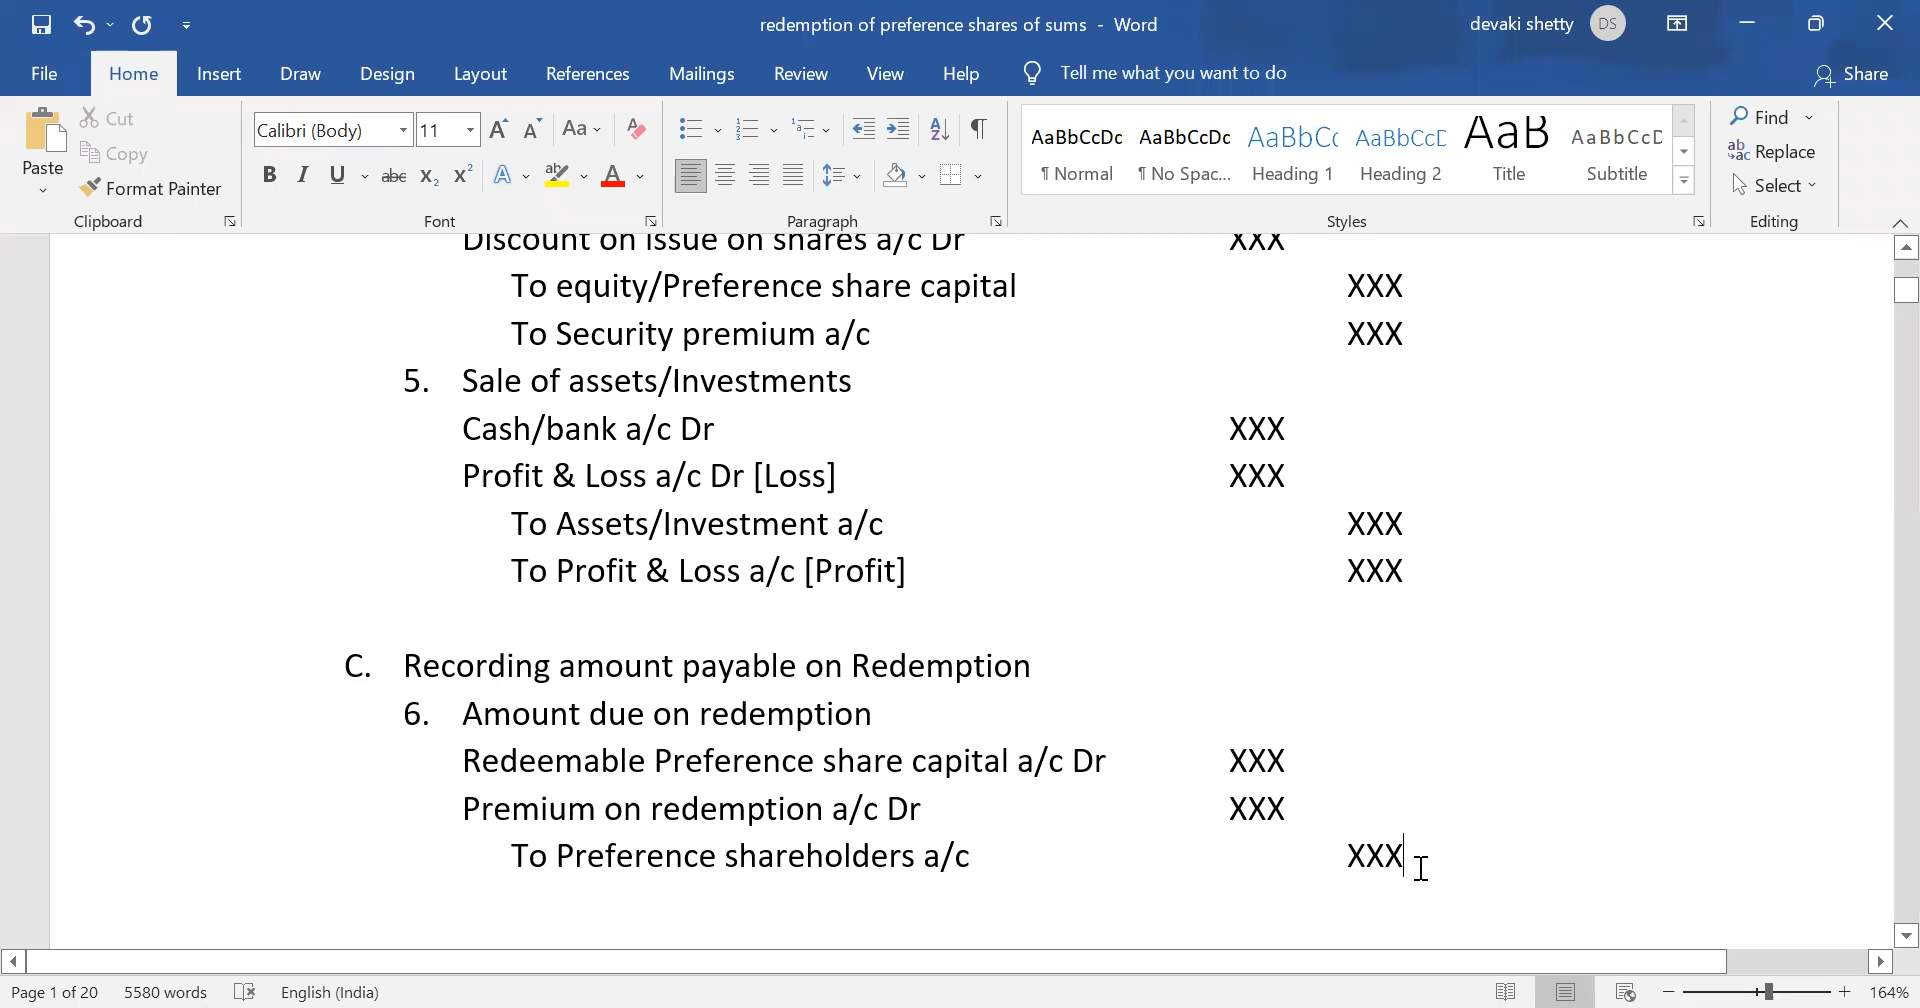 redemption of preference shares of sums - Word
devaki shetty DS
File Home Insert Draw Design Layout References Mailings Review View Help Tell me what you want to do Share
Paste
Cut
Copy
Format Painter
Clipboard
Calibri (Body) 11
Font
Paragraph
AaBbCcDc ¶ Normal
AaBbCcDc ¶ No Spac...
AaBbC Heading 1
AaBbCcD Heading 2
AaB Title
AaBbCcD Subtitle
Styles
Find
Replace
Select
Editing
Discount on issue on shares a/c Dr XXX
To equity/Preference share capital XXX
To Security premium a/c XXX
5. Sale of assets/Investments
Cash/bank a/c Dr XXX
Profit & Loss a/c Dr [Loss] XXX
To Assets/Investment a/c XXX
To Profit & Loss a/c [Profit] XXX
C. Recording amount payable on Redemption
6. Amount due on redemption
Redeemable Preference share capital a/c Dr XXX
Premium on redemption a/c Dr XXX
To Preference shareholders a/c XXX
Page 1 of 20 5580 words English (India) 164%